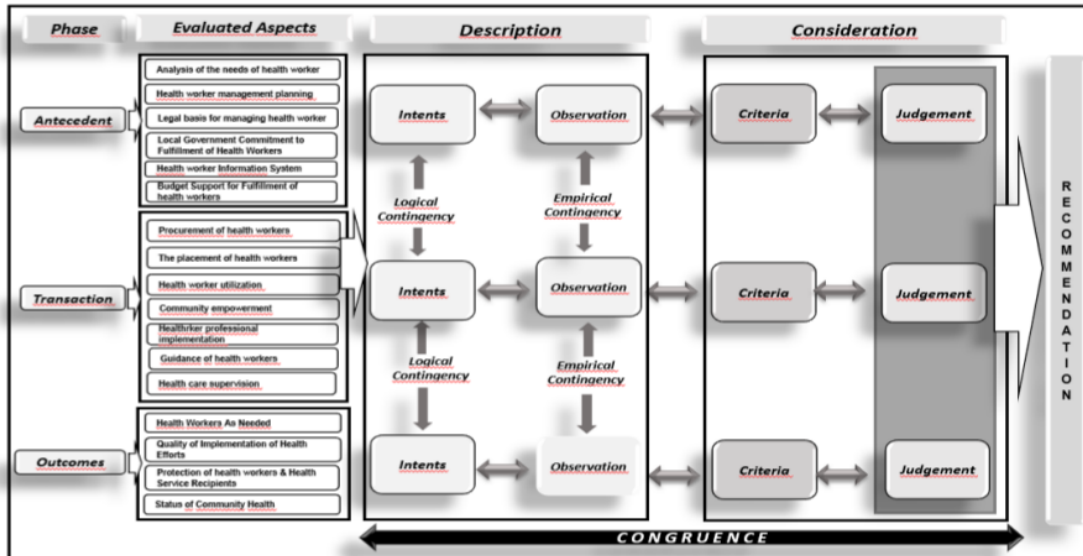 Phase
Evaluated Aspects
Description
Consideration
Antecedent
Analysis of the needs of health worker
Health worker management planning
Legal basis for managing health worker
Local Government Commitment to
Fulfillment of Health Workers
Health worker Information System
Budget Support for Fulfillment of
health workers
Intents
Observation
Criteria
Judgement
Logical
Contingency
Empirical
Contingency
Transaction
Procurement of health workers
The placement of health workers
Health worker utilization
Community empowerment
Healthrker professional
implementation
Guidance of health workers
Health care supervision
Intents
Observation
Criteria
Judgement
Logical
Contingency
Empirical
Contingency
Outcomes
Health Workers As Needed
Quality of Implementation of Health
Efforts
Protection of health workers & Health
Service Recipients
Status of Community Health
Intents
Observation
Criteria
Judgement
RECOMMENDATION
CONGRUENCE